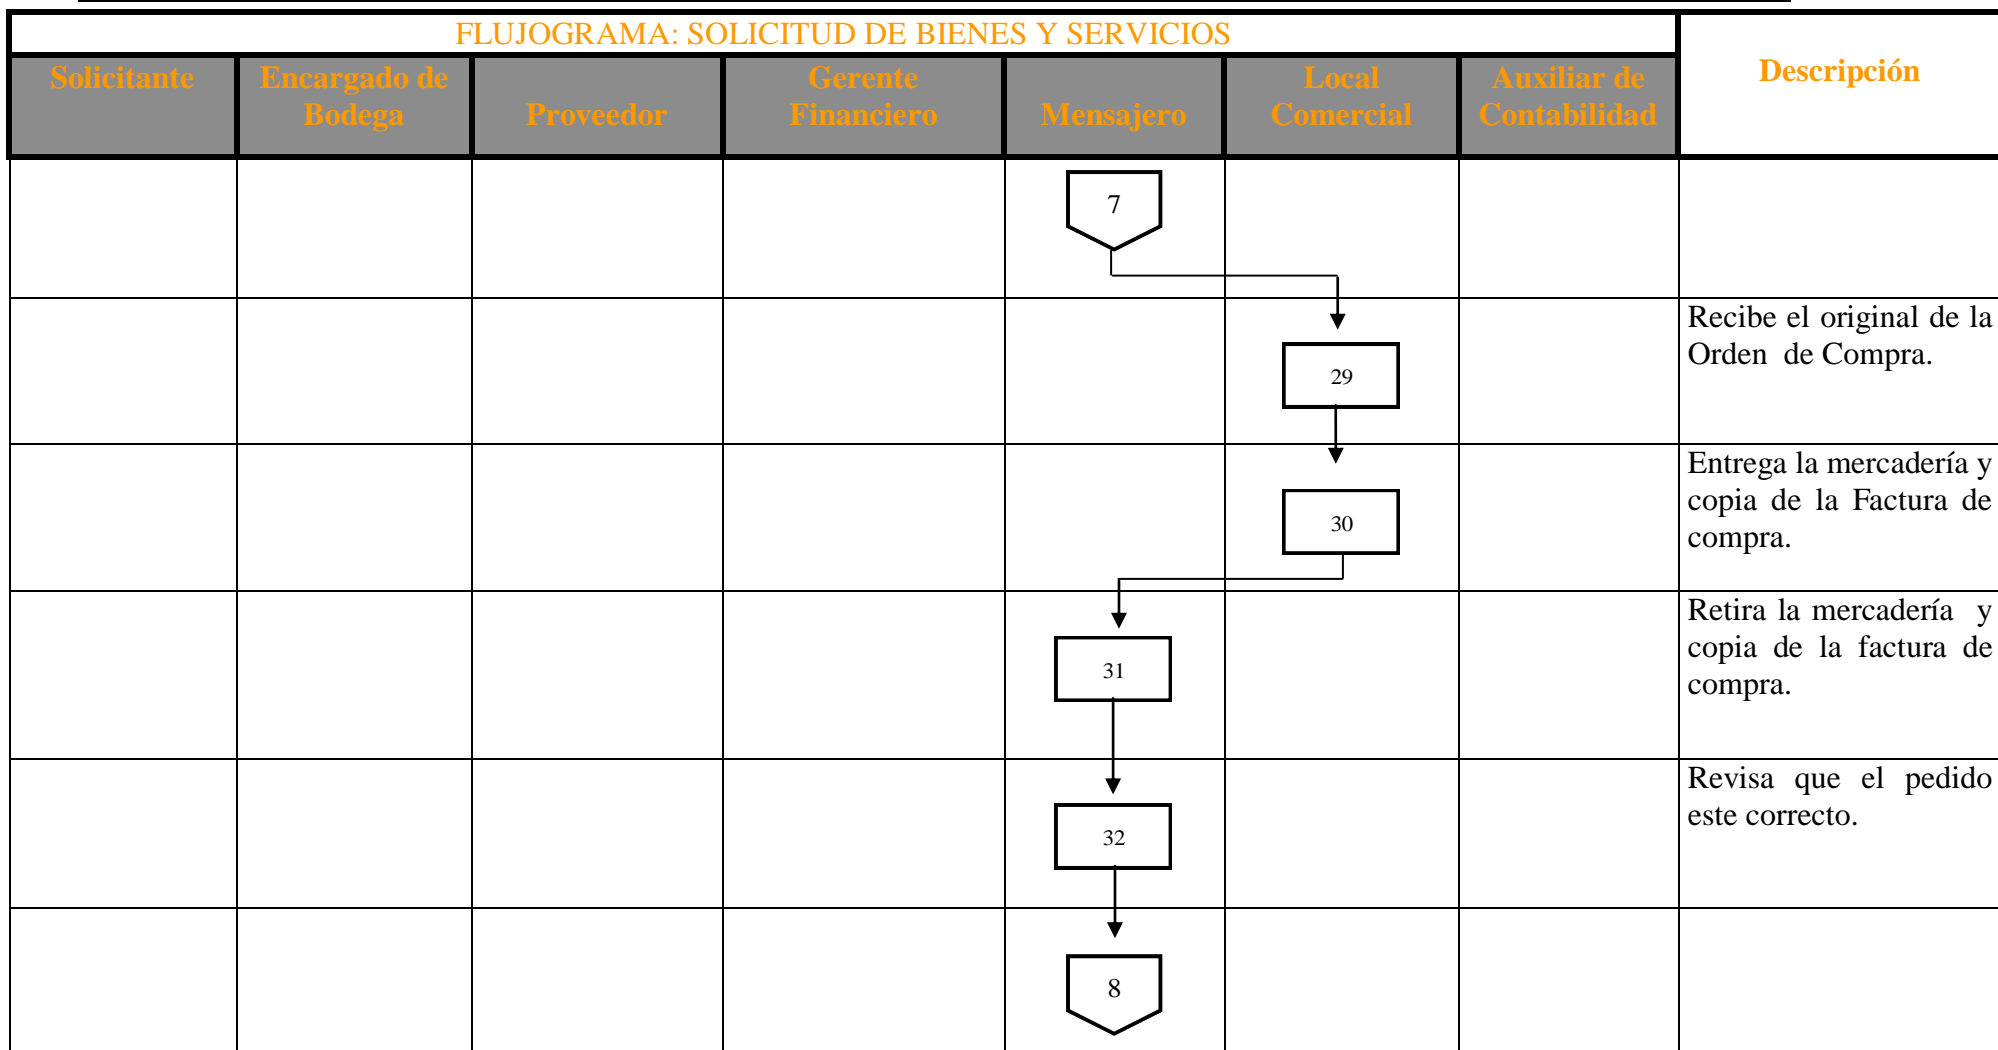 FLUJOGRAMA: SOLICITUD DE BIENES Y SERVICIOS
Solicitante
Encargado de
Bodega
Proveedor
Gerente
Financiero
Mensajero
Local
Comercial
Auxiliar de
Contabilidad
Descripción
7
29
Recibe el original de la
Orden de Compra.
30
Entrega la mercadería y
copia de la Factura de
compra.
31
Retira la mercadería y
copia de la factura de
compra.
32
Revisa que el pedido
este correcto.
8